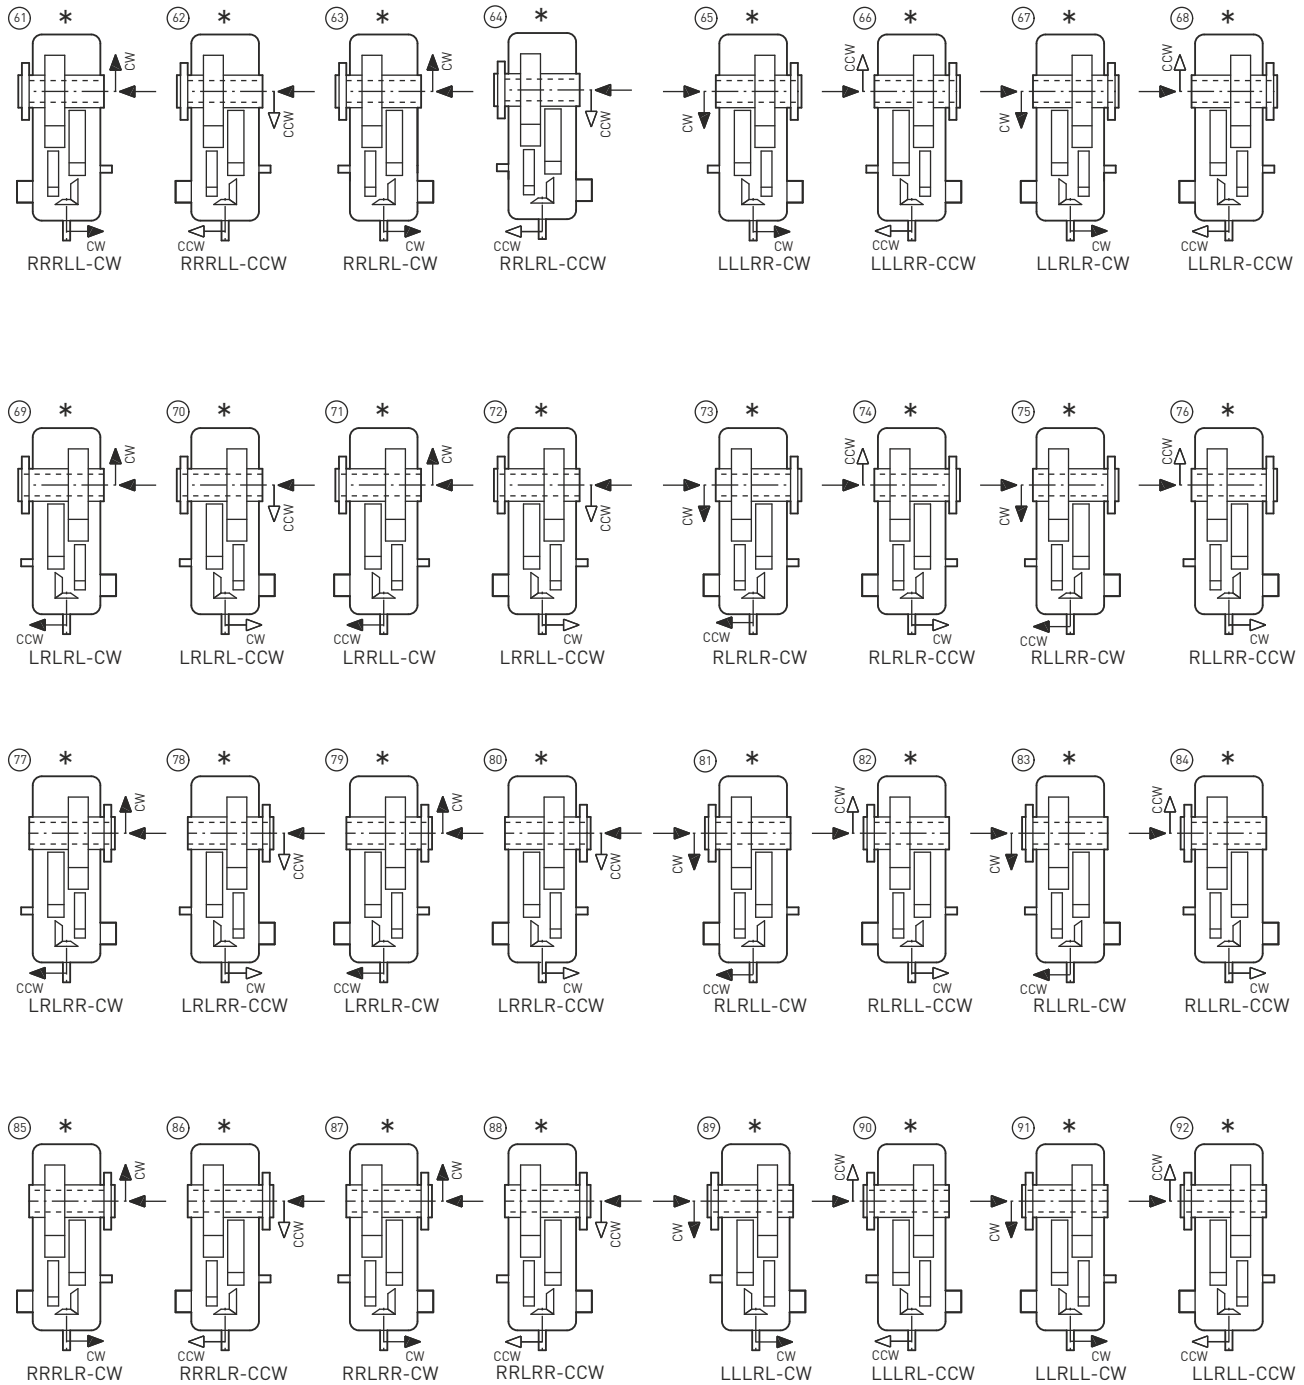 61 * 62 * 63 * 64 * 65 * 66 * 67 * 68 *
CW CCW CW CCW CW CCW CW CCW
CW CCW CW CCW CW CCW CW CCW
RRRLL-CW RRRLL-CCW RRLRL-CW RRLRL-CCW LLLRR-CW LLLRR-CCW LLRLR-CW LLRLR-CCW
69 * 70 * 71 * 72 * 73 * 74 * 75 * 76 *
CW CCW CW CCW CW CCW CW CCW
CCW CW CCW CW CCW CW CCW CW
LRLRL-CW LRLRL-CCW LRRLL-CW LRRLL-CCW RLRLR-CW RLRLR-CCW RLLRR-CW RLLRR-CCW
77 * 78 * 79 * 80 * 81 * 82 * 83 * 84 *
CW CCW CW CCW CW CCW CW CCW
CCW CW CCW CW CCW CW CCW CW
LRLRR-CW LRLRR-CCW LRRLR-CW LRRLR-CCW RLRLL-CW RLRLL-CCW RLLRL-CW RLLRL-CCW
85 * 86 * 87 * 88 * 89 * 90 * 91 * 92 *
CW CCW CW CCW CW CCW CW CCW
CW CCW CW CCW CW CCW CW CCW
RRRLR-CW RRRLR-CCW RRLRR-CW RRLRR-CCW LLLRL-CW LLLRL-CCW LLRLL-CW LLRLL-CCW